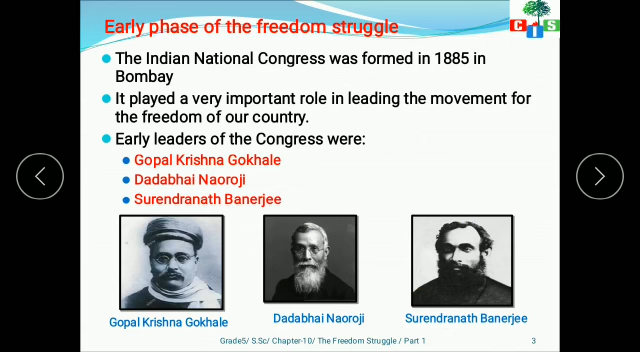 Early phase of the freedom struggle
CIS
The Indian National Congress was formed in 1885 in
Bombay
It played a very important role in leading the movement for
the freedom of our country.
Early leaders of the Congress were:
Gopal Krishna Gokhale
Dadabhai Naoroji
Surendranath Banerjee
Gopal Krishna Gokhale
Dadabhai Naoroji
Surendranath Banerjee
Grade5/ S.Sc/ Chapter-10/ The Freedom Struggle / Part 1
3